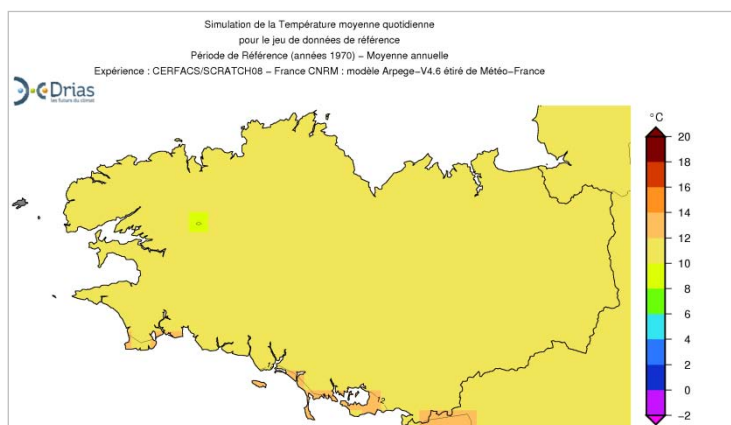 Simulation de la Température moyenne quotidienne
pour le jeu de données de référence
Période de Référence (années 1970) – Moyenne annuelle
Expérience : CERFACS/SCRATCH08 – France CNRM : modèle Arpege–V4.6 étiré de Météo–France
Drias
les futurs du climat
°C
20
18
16
14
12
10
8
6
4
2
0
−2
12